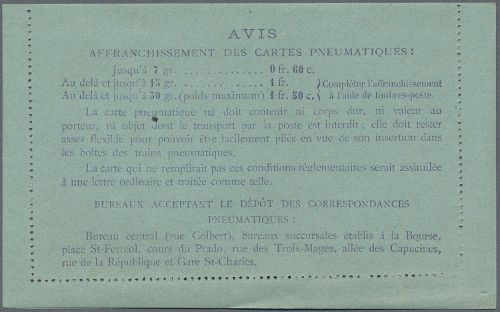 AVIS
AFFRANCHISSEMENT DES CARTES PNEUMATIQUES :
Jusqu'à 7 gr. .............. 0 fr. 60 c.
Au delà et jusqu'à 15 gr. .............. 1 fr. } Compléter l'affranchissement
Au delà et jusqu'à 30 gr. (poids maximum) 1 fr. 50 c. } à l'aide de timbres-poste.
La carte pneumatique ne doit contenir ni corps dur, ni valeur au
porteur, ni objet dont le transport par la poste est interdit ; elle doit rester
assez flexible pour pouvoir être facilement pliée en vue de son insertion dans
les boîtes des trains pneumatiques.
La carte qui ne remplirait pas ces conditions réglementaires serait assimilée
à une lettre ordinaire et traitée comme telle.
BUREAUX ACCEPTANT LE DÉPÔT DES CORRESPONDANCES
PNEUMATIQUES :
Bureau central (rue Colbert), bureaux succursales établis à la Bourse,
place St-Ferréol, cours du Prado, rue des Trois-Mages, allée des Capucines,
rue de la République et Gare St-Charles.